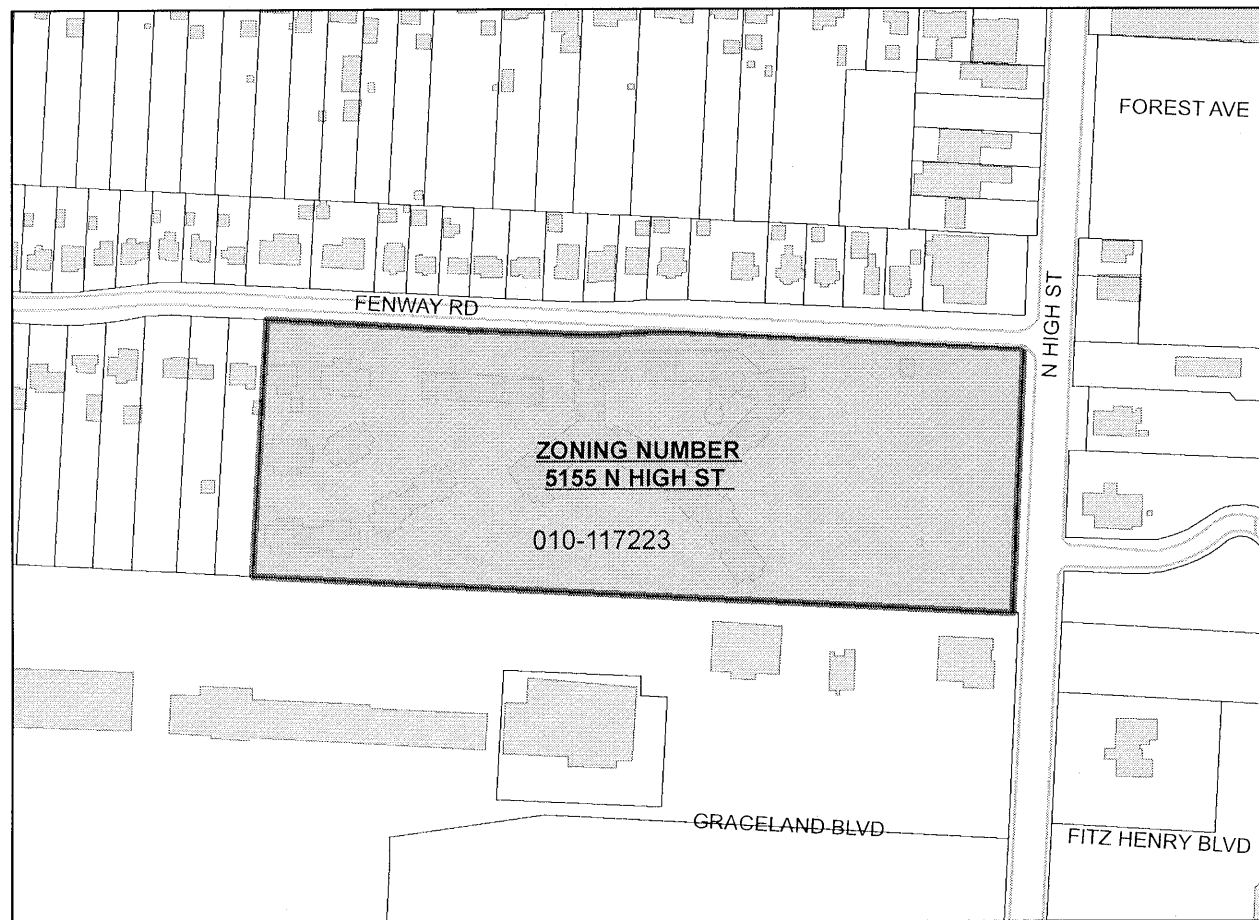 FOREST AVE
N HIGH ST
FENWAY RD
ZONING NUMBER
5155 N HIGH ST
010-117223
GRACELAND BLVD
FITZ HENRY BLVD